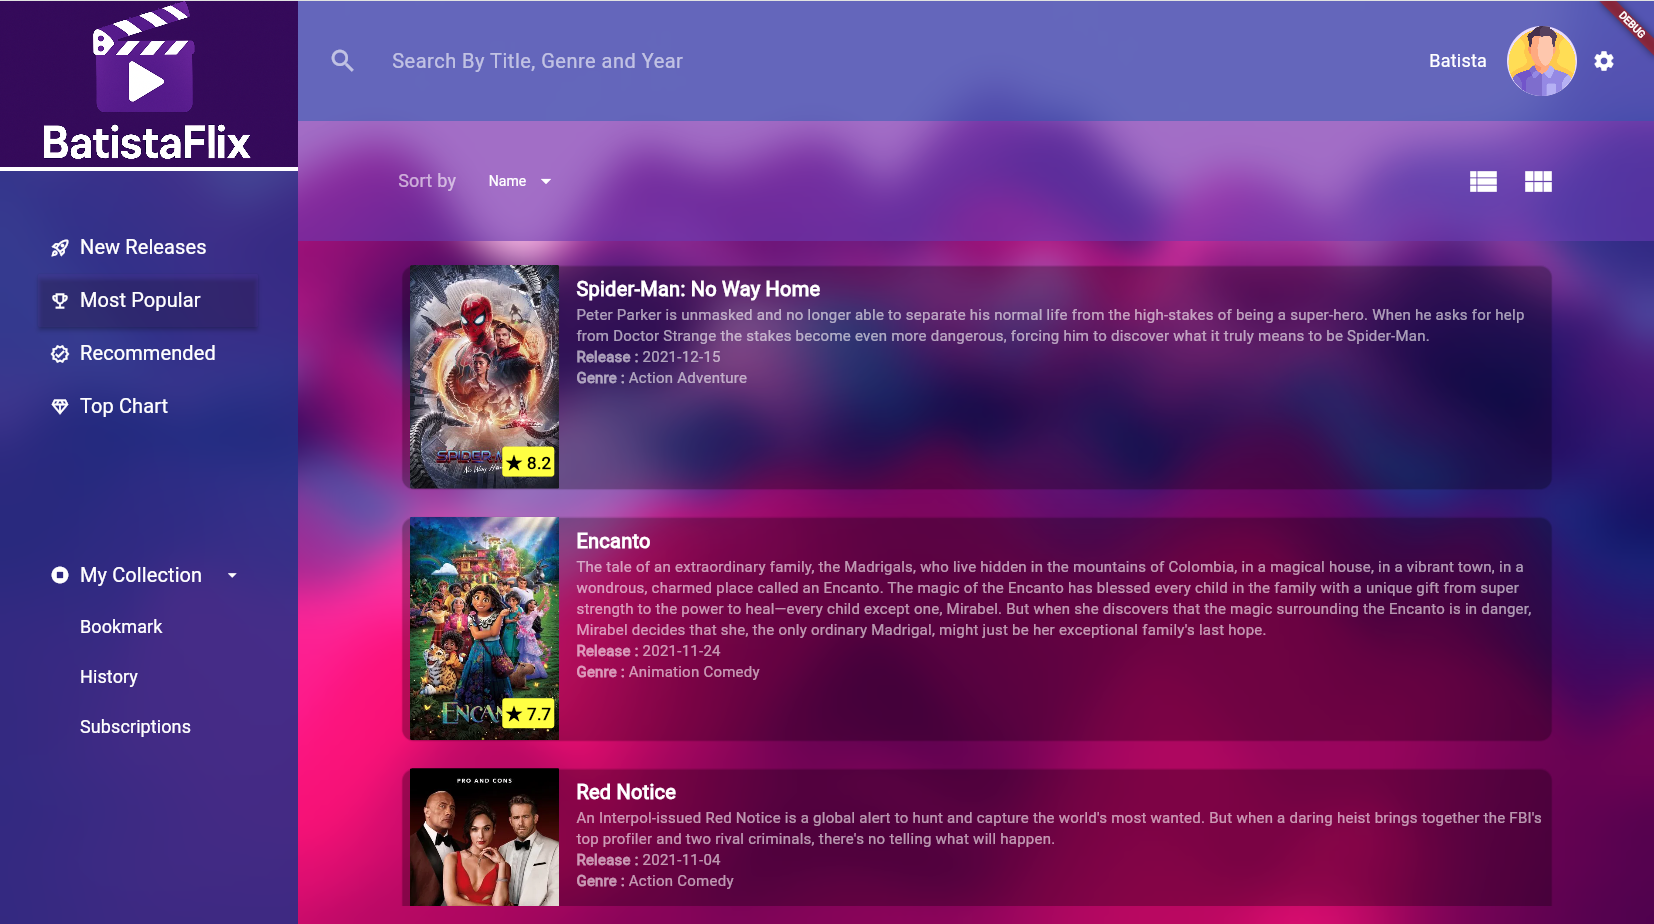 BatistaFlix
Search By Title, Genre and Year
Batista
DEBUG
Sort by
Name
New Releases
Most Popular
Recommended
Top Chart
My Collection
Bookmark
History
Subscriptions
Spider-Man: No Way Home
Peter Parker is unmasked and no longer able to separate his normal life from the high-stakes of being a super-hero. When he asks for help
from Doctor Strange the stakes become even more dangerous, forcing him to discover what it truly means to be Spider-Man.
Release : 2021-12-15
Genre : Action Adventure
8.2
Encanto
The tale of an extraordinary family, the Madrigals, who live hidden in the mountains of Colombia, in a magical house, in a vibrant town, in a
wondrous, charmed place called an Encanto. The magic of the Encanto has blessed every child in the family with a unique gift from super
strength to the power to heal—every child except one, Mirabel. But when she discovers that the magic surrounding the Encanto is in danger,
Mirabel decides that she, the only ordinary Madrigal, might just be her exceptional family's last hope.
Release : 2021-11-24
Genre : Animation Comedy
7.7
PRO AND CONS
Red Notice
An Interpol-issued Red Notice is a global alert to hunt and capture the world's most wanted. But when a daring heist brings together the FBI's
top profiler and two rival criminals, there's no telling what will happen.
Release : 2021-11-04
Genre : Action Comedy